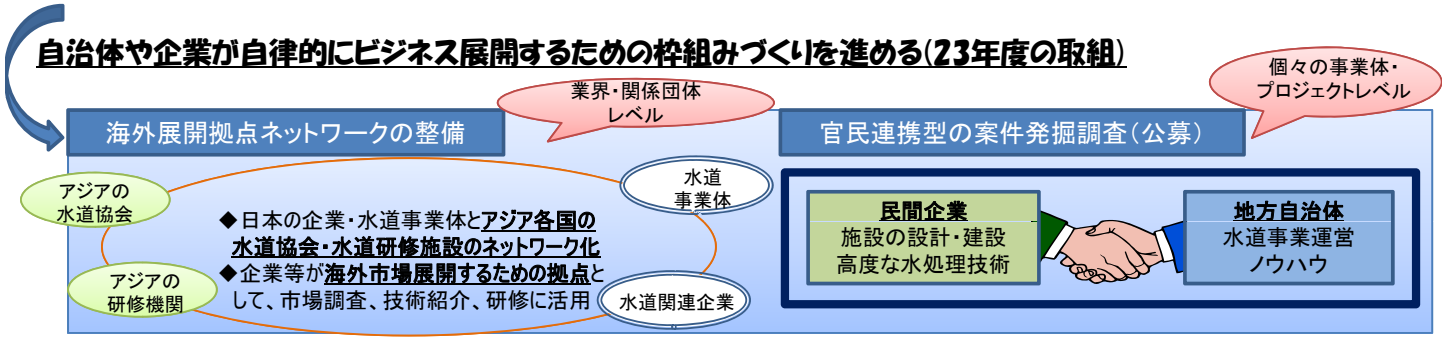 自治体や企業が自律的にビジネス展開するための枠組みづくりを進める(23年度の取組)
業界・関係団体
レベル
個々の事業体・
プロジェクトレベル
海外展開拠点ネットワークの整備
アジアの
水道協会
水道
事業体
◆日本の企業・水道事業体とアジア各国の
水道協会・水道研修施設のネットワーク化
◆企業等が海外市場展開するための拠点と
して、市場調査、技術紹介、研修に活用
アジアの
研修機関
水道関連企業
官民連携型の案件発掘調査(公募)
民間企業
施設の設計・建設
高度な水処理技術
地方自治体
水道事業運営
ノウハウ